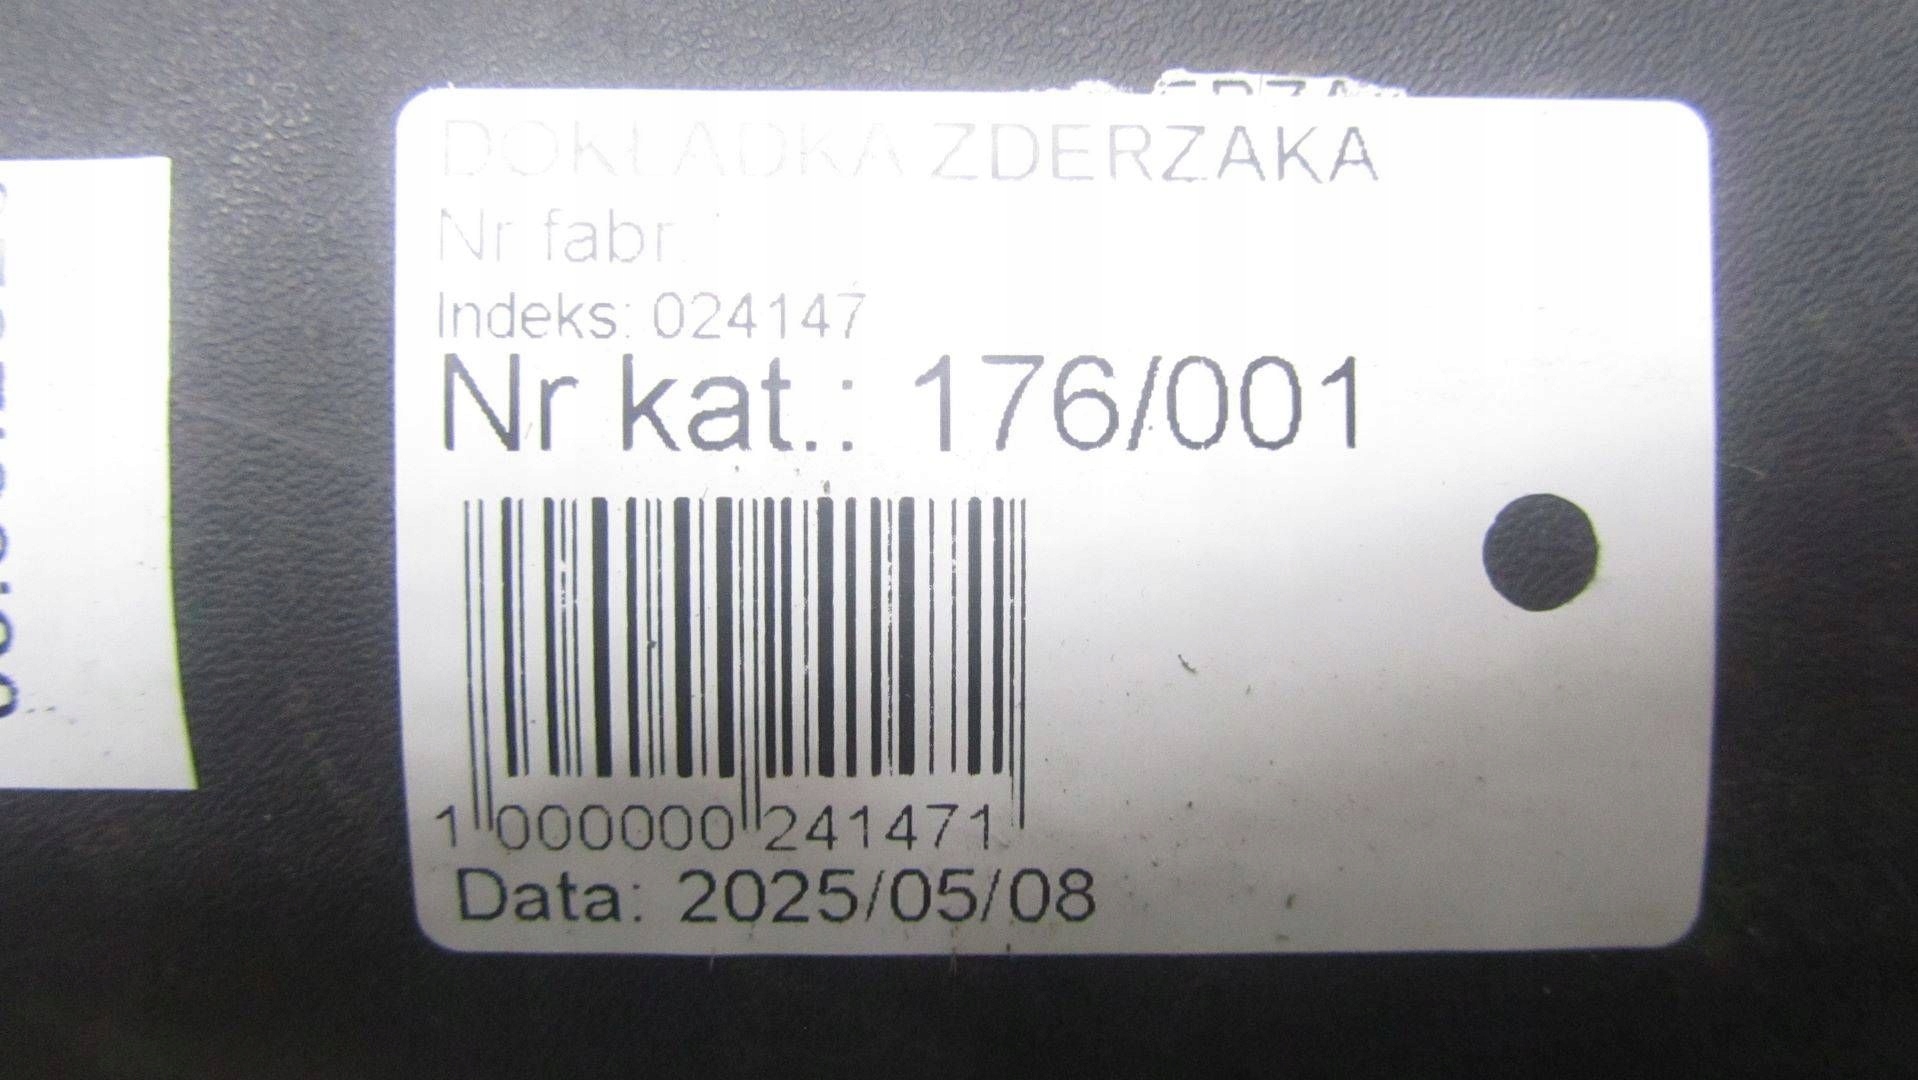 DOKŁADKA ZDERZAKA
Nr fabr.:
Indeks: 024147
Nr kat.: 176/001
1 000000 241471
Data: 2025/05/08